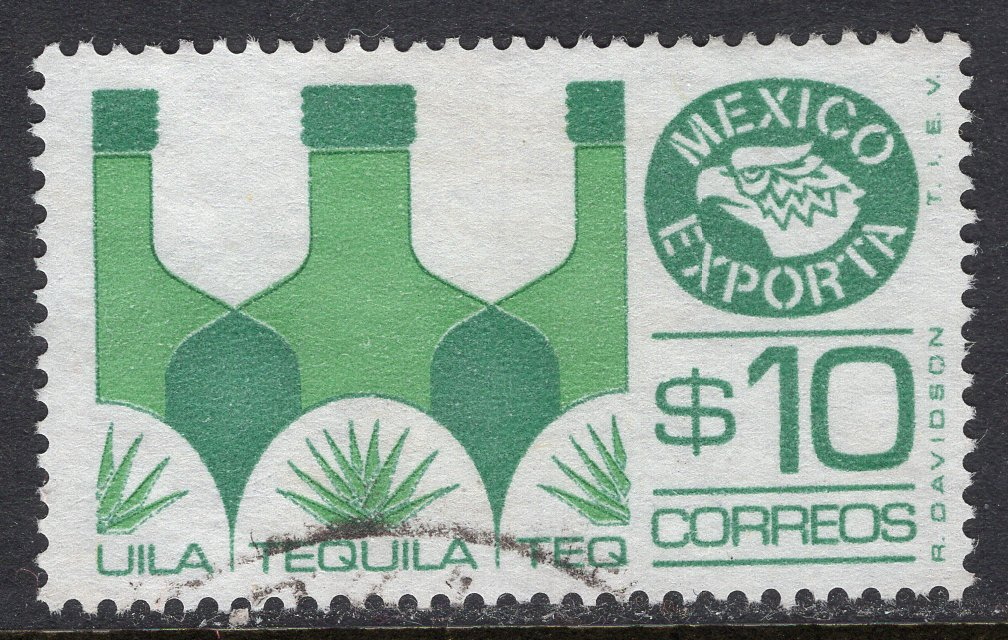 MEXICO
EXPORTA
T. I. E. V.
$10
CORREOS
R. DAVIDSON
UILA TEQUILA TEQ